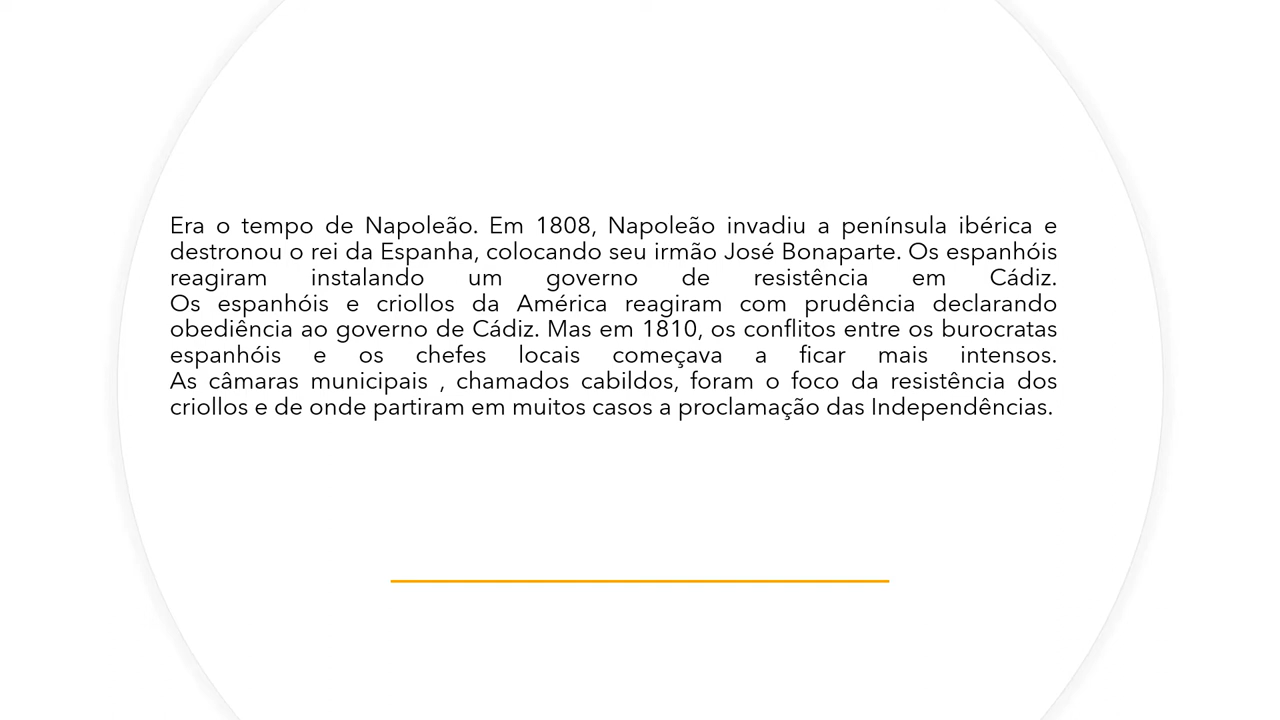 Era o tempo de Napoleão. Em 1808, Napoleão invadiu a península ibérica e
destronou o rei da Espanha, colocando seu irmão José Bonaparte. Os espanhóis
reagiram instalando um governo de resistência em Cádiz.
Os espanhóis e criollos da América reagiram com prudência declarando
obediência ao governo de Cádiz. Mas em 1810, os conflitos entre os burocratas
espanhóis e os chefes locais começava a ficar mais intensos.
As câmaras municipais , chamados cabildos, foram o foco da resistência dos
criollos e de onde partiram em muitos casos a proclamação das Independências.